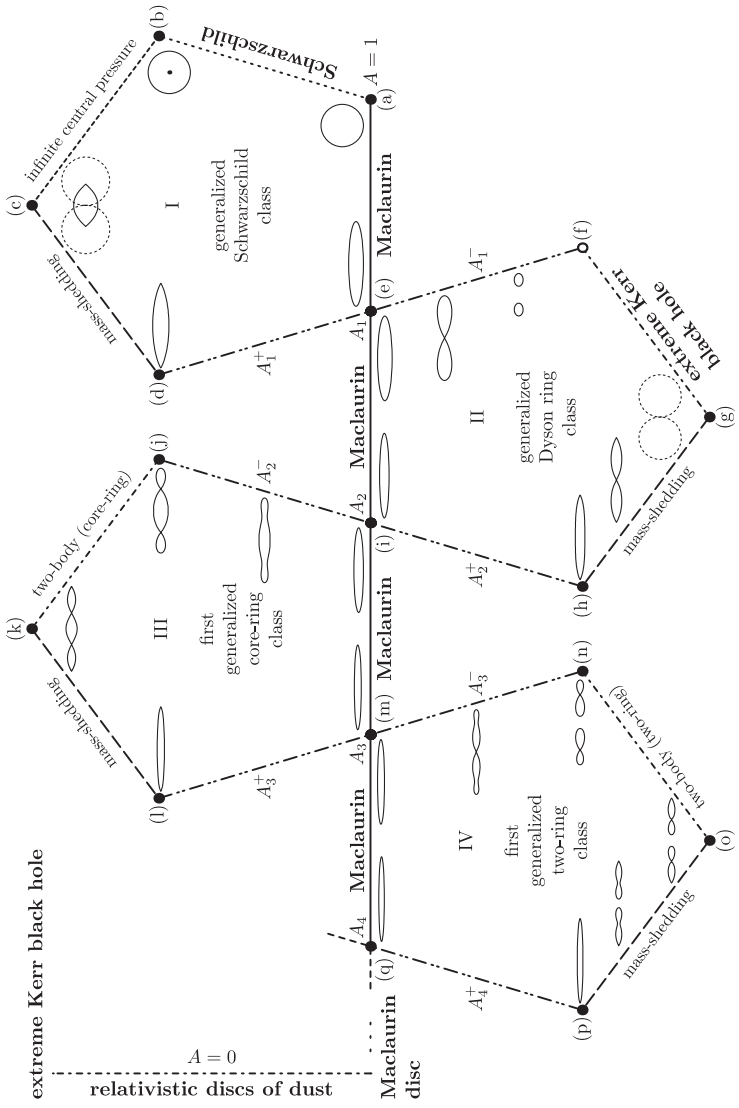 (b)
Schwarzschild
A = 1
(a)
infinite central pressure
(c)
I
generalized
Schwarzschild
class
Maclaurin
mass-shedding
(d)
A₁⁺
A₁
(e)
A₁⁻
(f)
extreme Kerr
black hole
II
generalized
Dyson ring
class
(g)
mass-shedding
(h)
A₂⁺
Maclaurin
A₂
(i)
A₂⁻
(j)
two-body (core-ring)
(k)
III
first
generalized
core-ring
class
Maclaurin
mass-shedding
(l)
A₃⁺
A₃
(m)
A₃⁻
(n)
two-body (two-ring)
IV
first
generalized
two-ring
class
(o)
mass-shedding
(p)
A₄⁺
Maclaurin
A₄
(q)
extreme Kerr black hole
A = 0
relativistic discs of dust
Maclaurin
disc